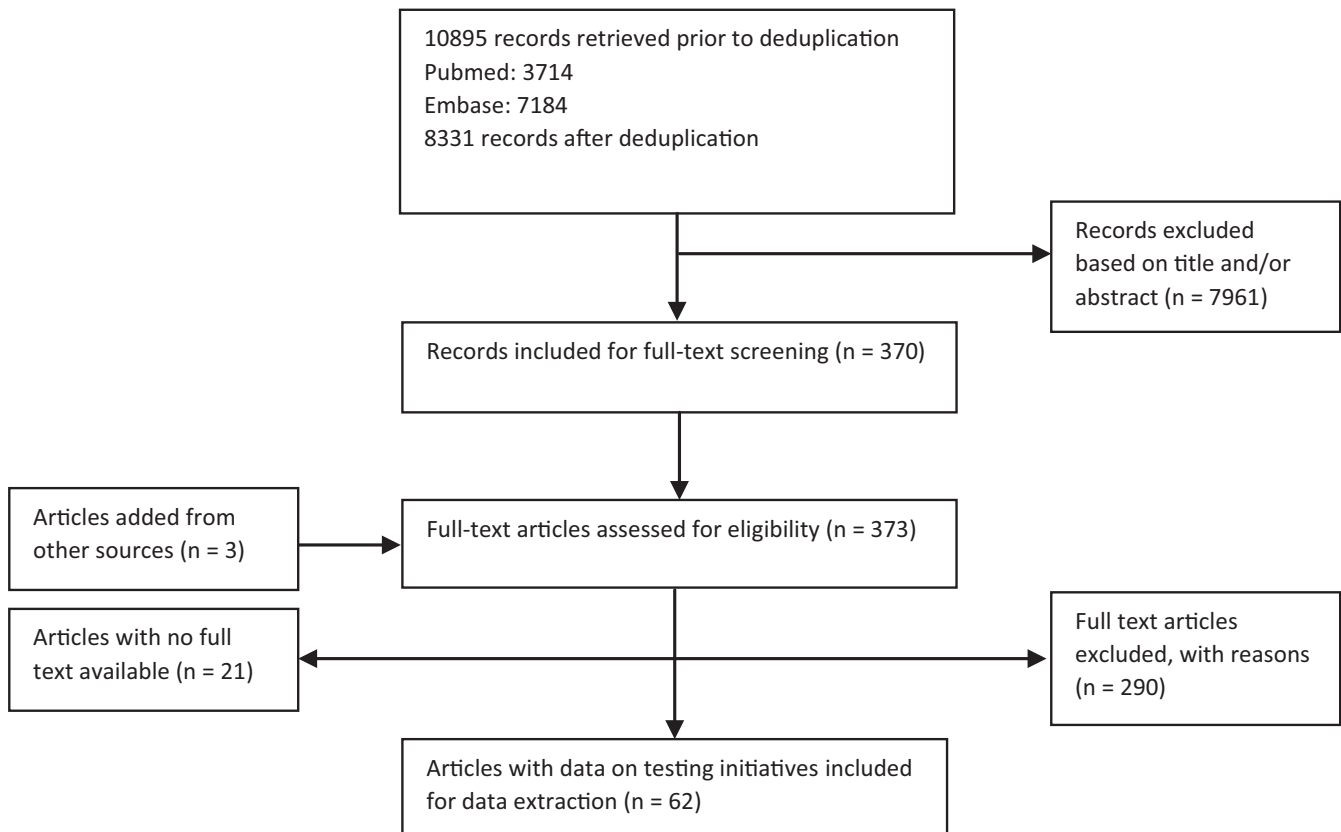 10895 records retrieved prior to deduplication
Pubmed: 3714
Embase: 7184
8331 records after deduplication
Records excluded
based on title and/or
abstract (n = 7961)
Records included for full-text screening (n = 370)
Articles added from
other sources (n = 3)
Full-text articles assessed for eligibility (n = 373)
Articles with no full
text available (n = 21)
Full text articles
excluded, with reasons
(n = 290)
Articles with data on testing initiatives included
for data extraction (n = 62)